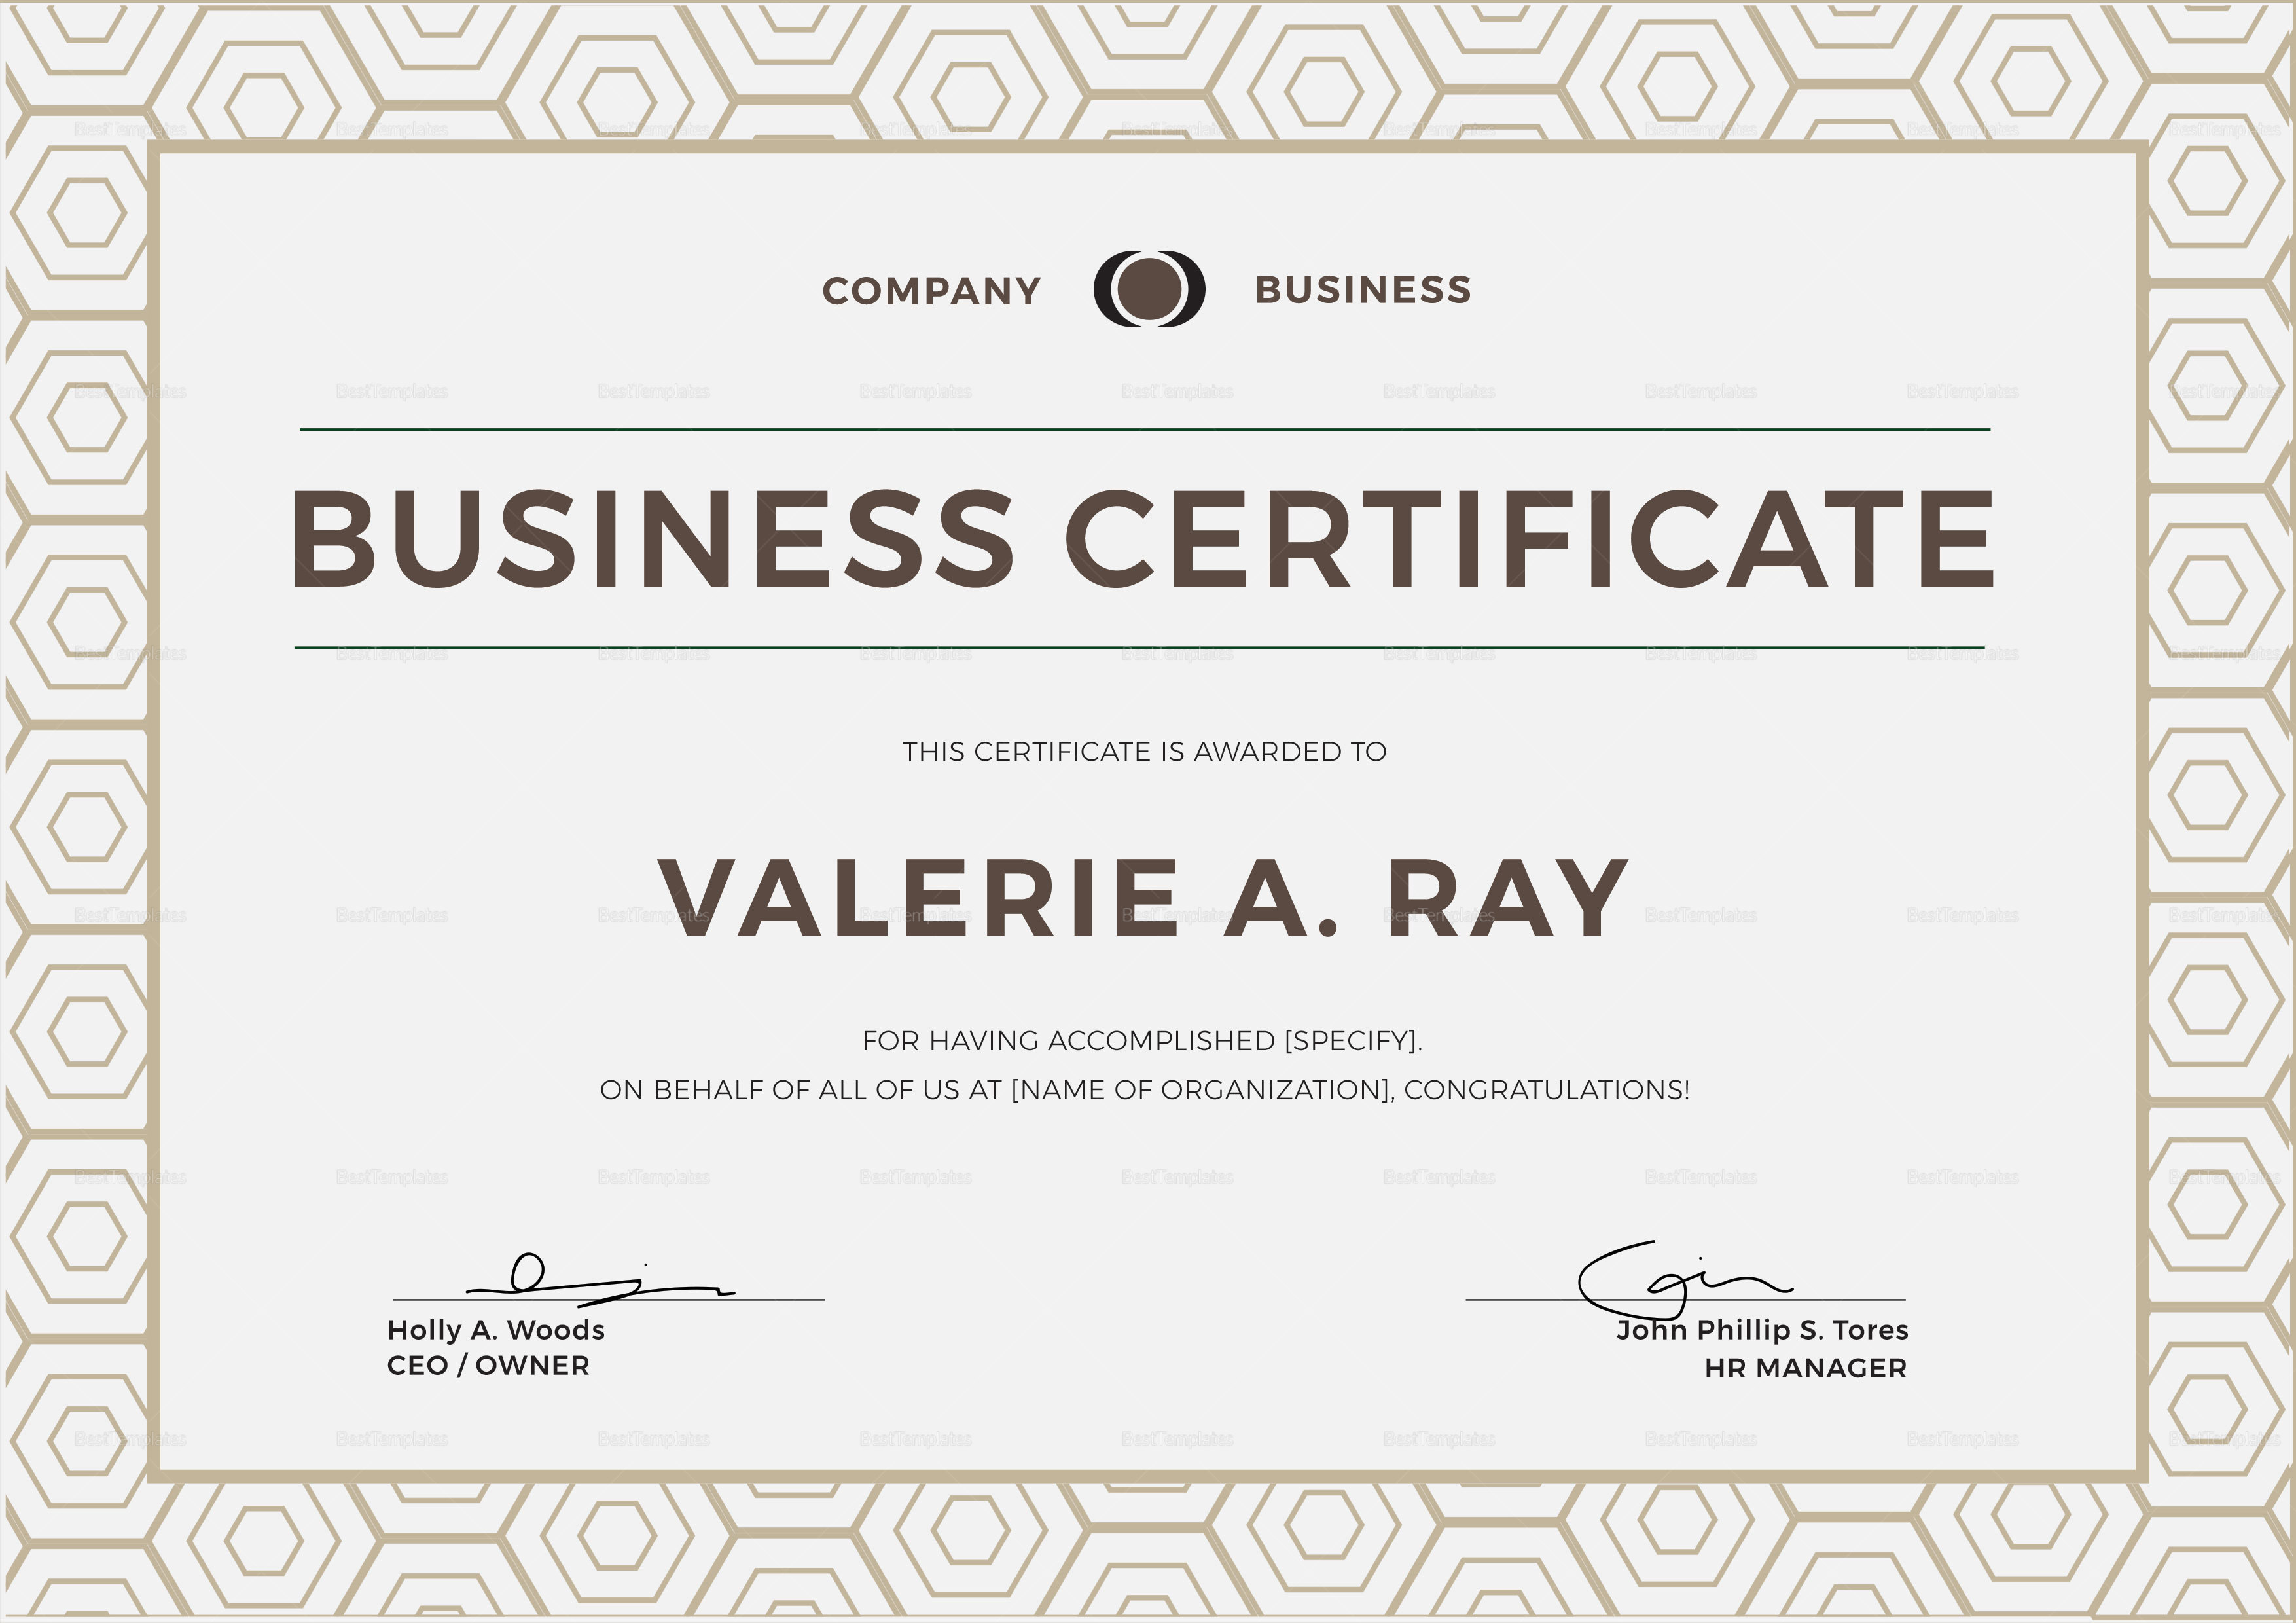 COMPANY BUSINESS
BUSINESS CERTIFICATE
THIS CERTIFICATE IS AWARDED TO
VALERIE A. RAY
FOR HAVING ACCOMPLISHED [SPECIFY].
ON BEHALF OF ALL OF US AT [NAME OF ORGANIZATION], CONGRATULATIONS!
Holly A. Woods
CEO / OWNER
John Phillip S. Tores
HR MANAGER
BestTemplates